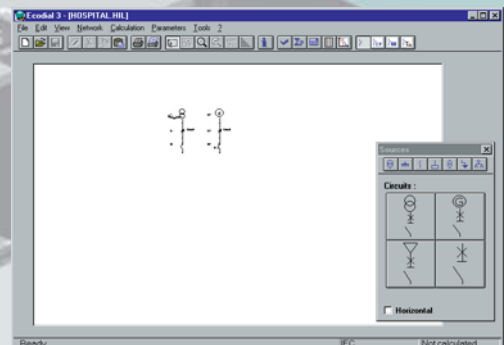 Ecodial 3 - [HOSPITAL.HIL]
File Edit View Network Calculation Parameters Tools ?
Sources
Circuits :
G
Horizontal
Ready IEC Not calculated